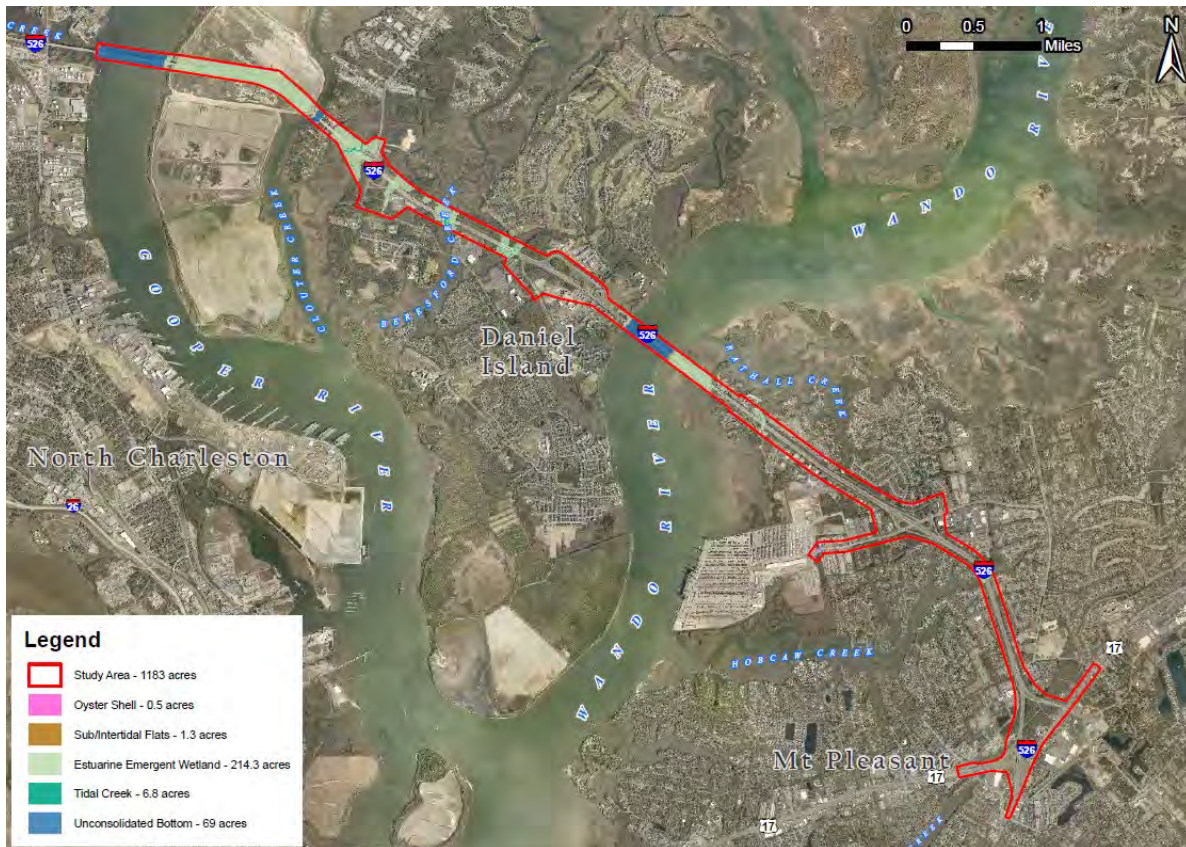 CREEK
526
0 0.5 1
Miles
N
WANDO RIVE
526
CLOUTER CREEK
BERESFORD CREEK
COOPER RIVER
Daniel
Island
526
RATHALL CREEK
WANDO RIVER
North Charleston
26
526
HOBCAW CREEK
17
526
Mt Pleasant
17
17
CREEK
Legend
Study Area - 1183 acres
Oyster Shell - 0.5 acres
Sub/Intertidal Flats - 1.3 acres
Estuarine Emergent Wetland - 214.3 acres
Tidal Creek - 6.8 acres
Unconsolidated Bottom - 69 acres